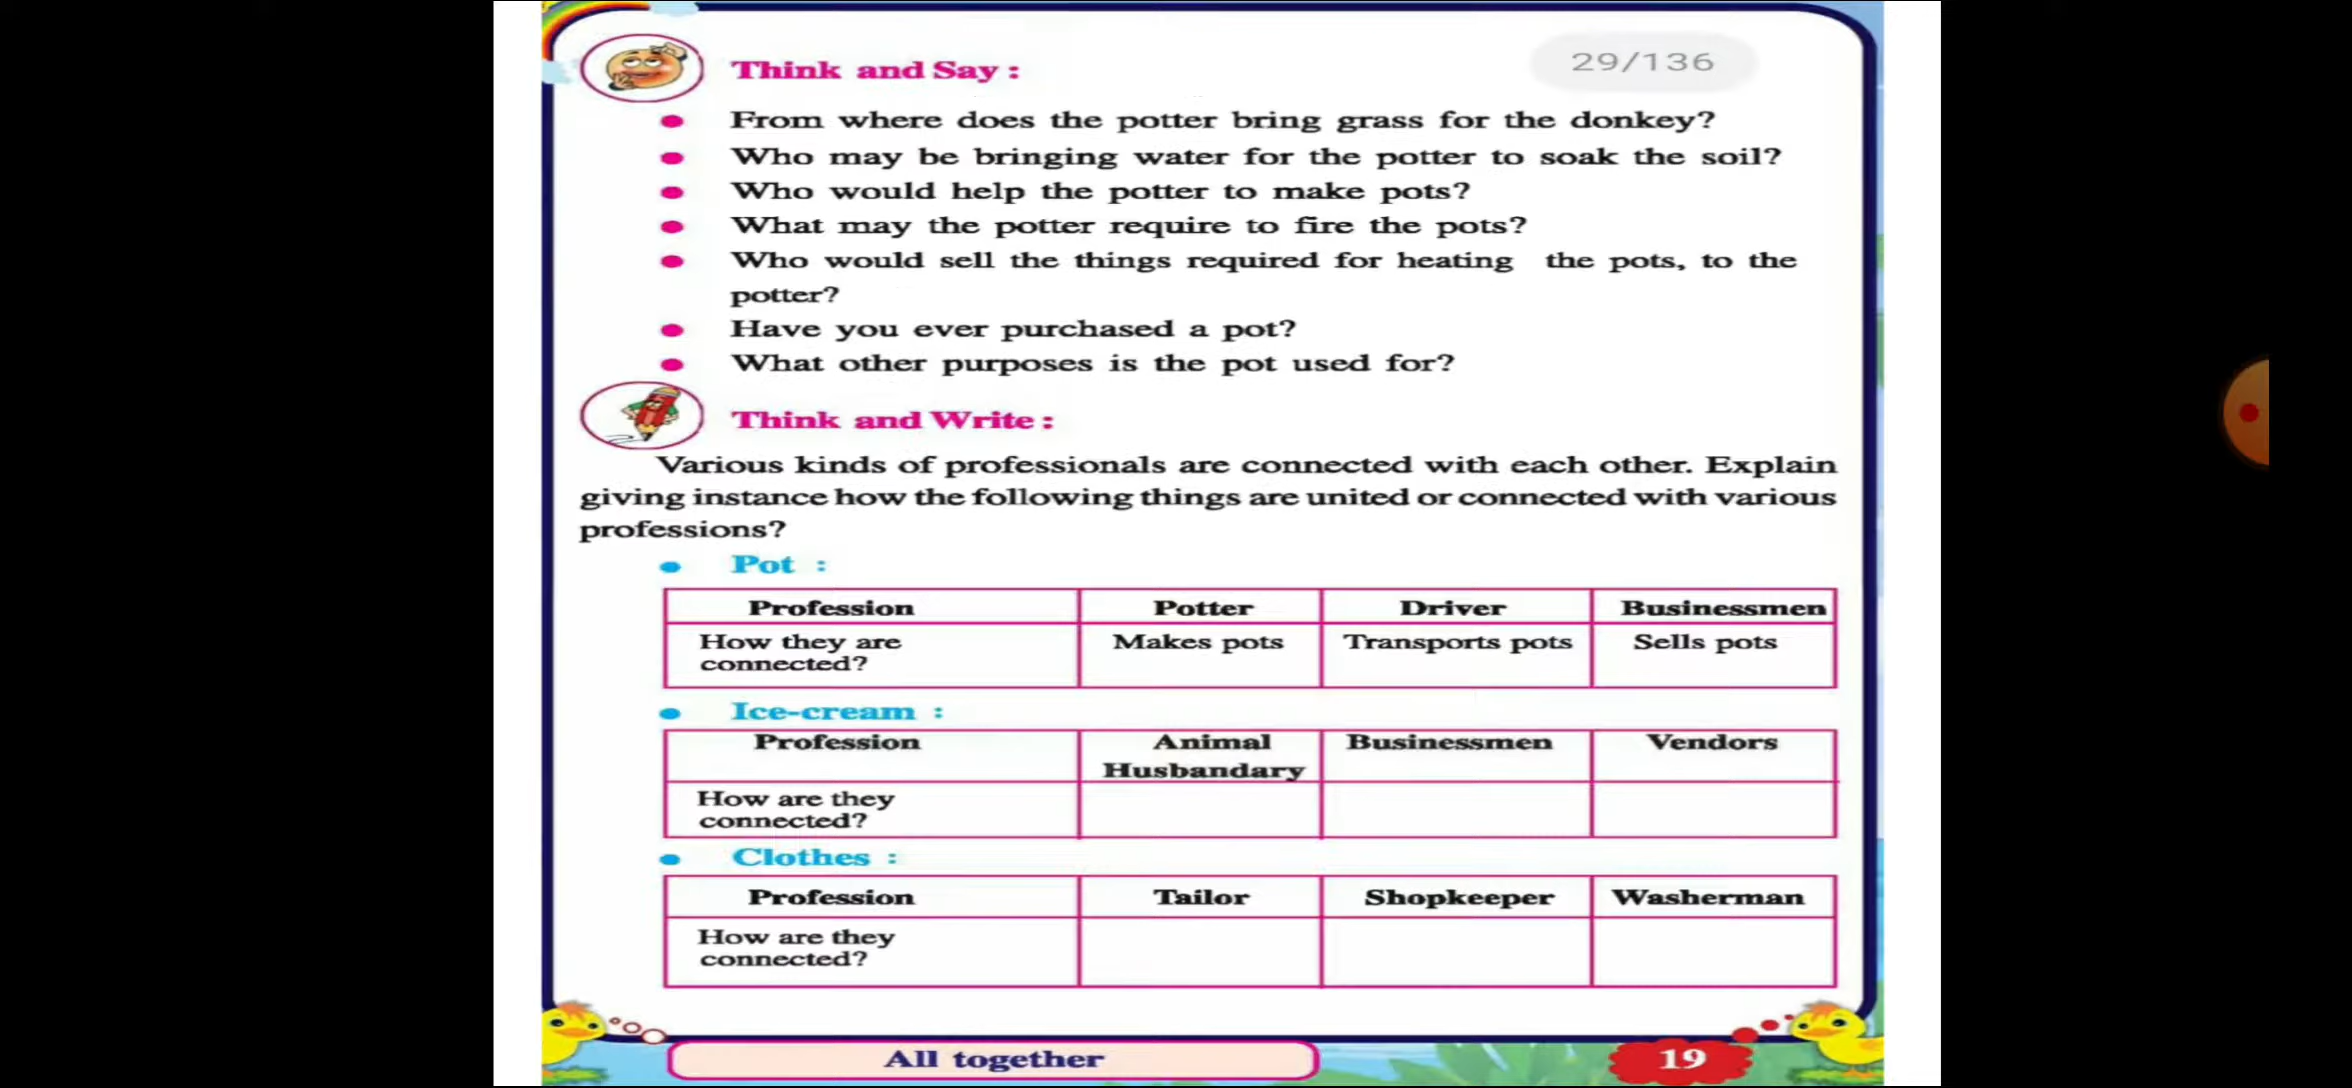 29/136
Think and Say :
From where does the potter bring grass for the donkey?
Who may be bringing water for the potter to soak the soil?
Who would help the potter to make pots?
What may the potter require to fire the pots?
Who would sell the things required for heating the pots, to the
potter?
Have you ever purchased a pot?
What other purposes is the pot used for?
Think and Write :
Various kinds of professionals are connected with each other. Explain
giving instance how the following things are united or connected with various
professions?
Pot :
Profession Potter Driver Businessmen
How they are Makes pots Transports pots Sells pots
connected?
Ice-cream :
Profession Animal Businessmen Vendors
Husbandary
How are they
connected?
Clothes :
Profession Tailor Shopkeeper Washerman
How are they
connected?
All together 19